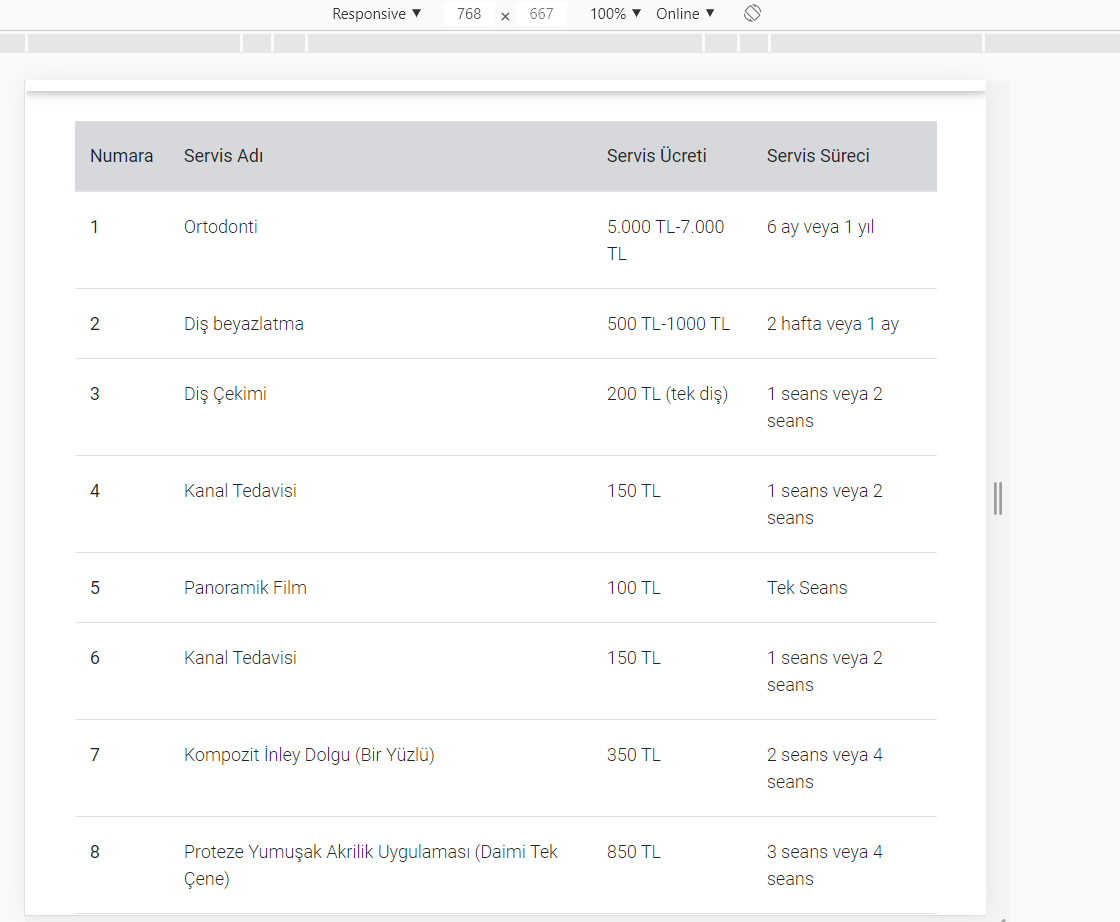 Responsive ▼ 768 × 667 100% ▼ Online ▼
Numara Servis Adı Servis Ücreti Servis Süreci
1 Ortodonti 5.000 TL-7.000 6 ay veya 1 yıl
TL
2 Diş beyazlatma 500 TL-1000 TL 2 hafta veya 1 ay
3 Diş Çekimi 200 TL (tek diş) 1 seans veya 2
seans
4 Kanal Tedavisi 150 TL 1 seans veya 2
seans
5 Panoramik Film 100 TL Tek Seans
6 Kanal Tedavisi 150 TL 1 seans veya 2
seans
7 Kompozit İnley Dolgu (Bir Yüzlü) 350 TL 2 seans veya 4
seans
8 Proteze Yumuşak Akrilik Uygulaması (Daimi Tek 850 TL 3 seans veya 4
Çene) seans